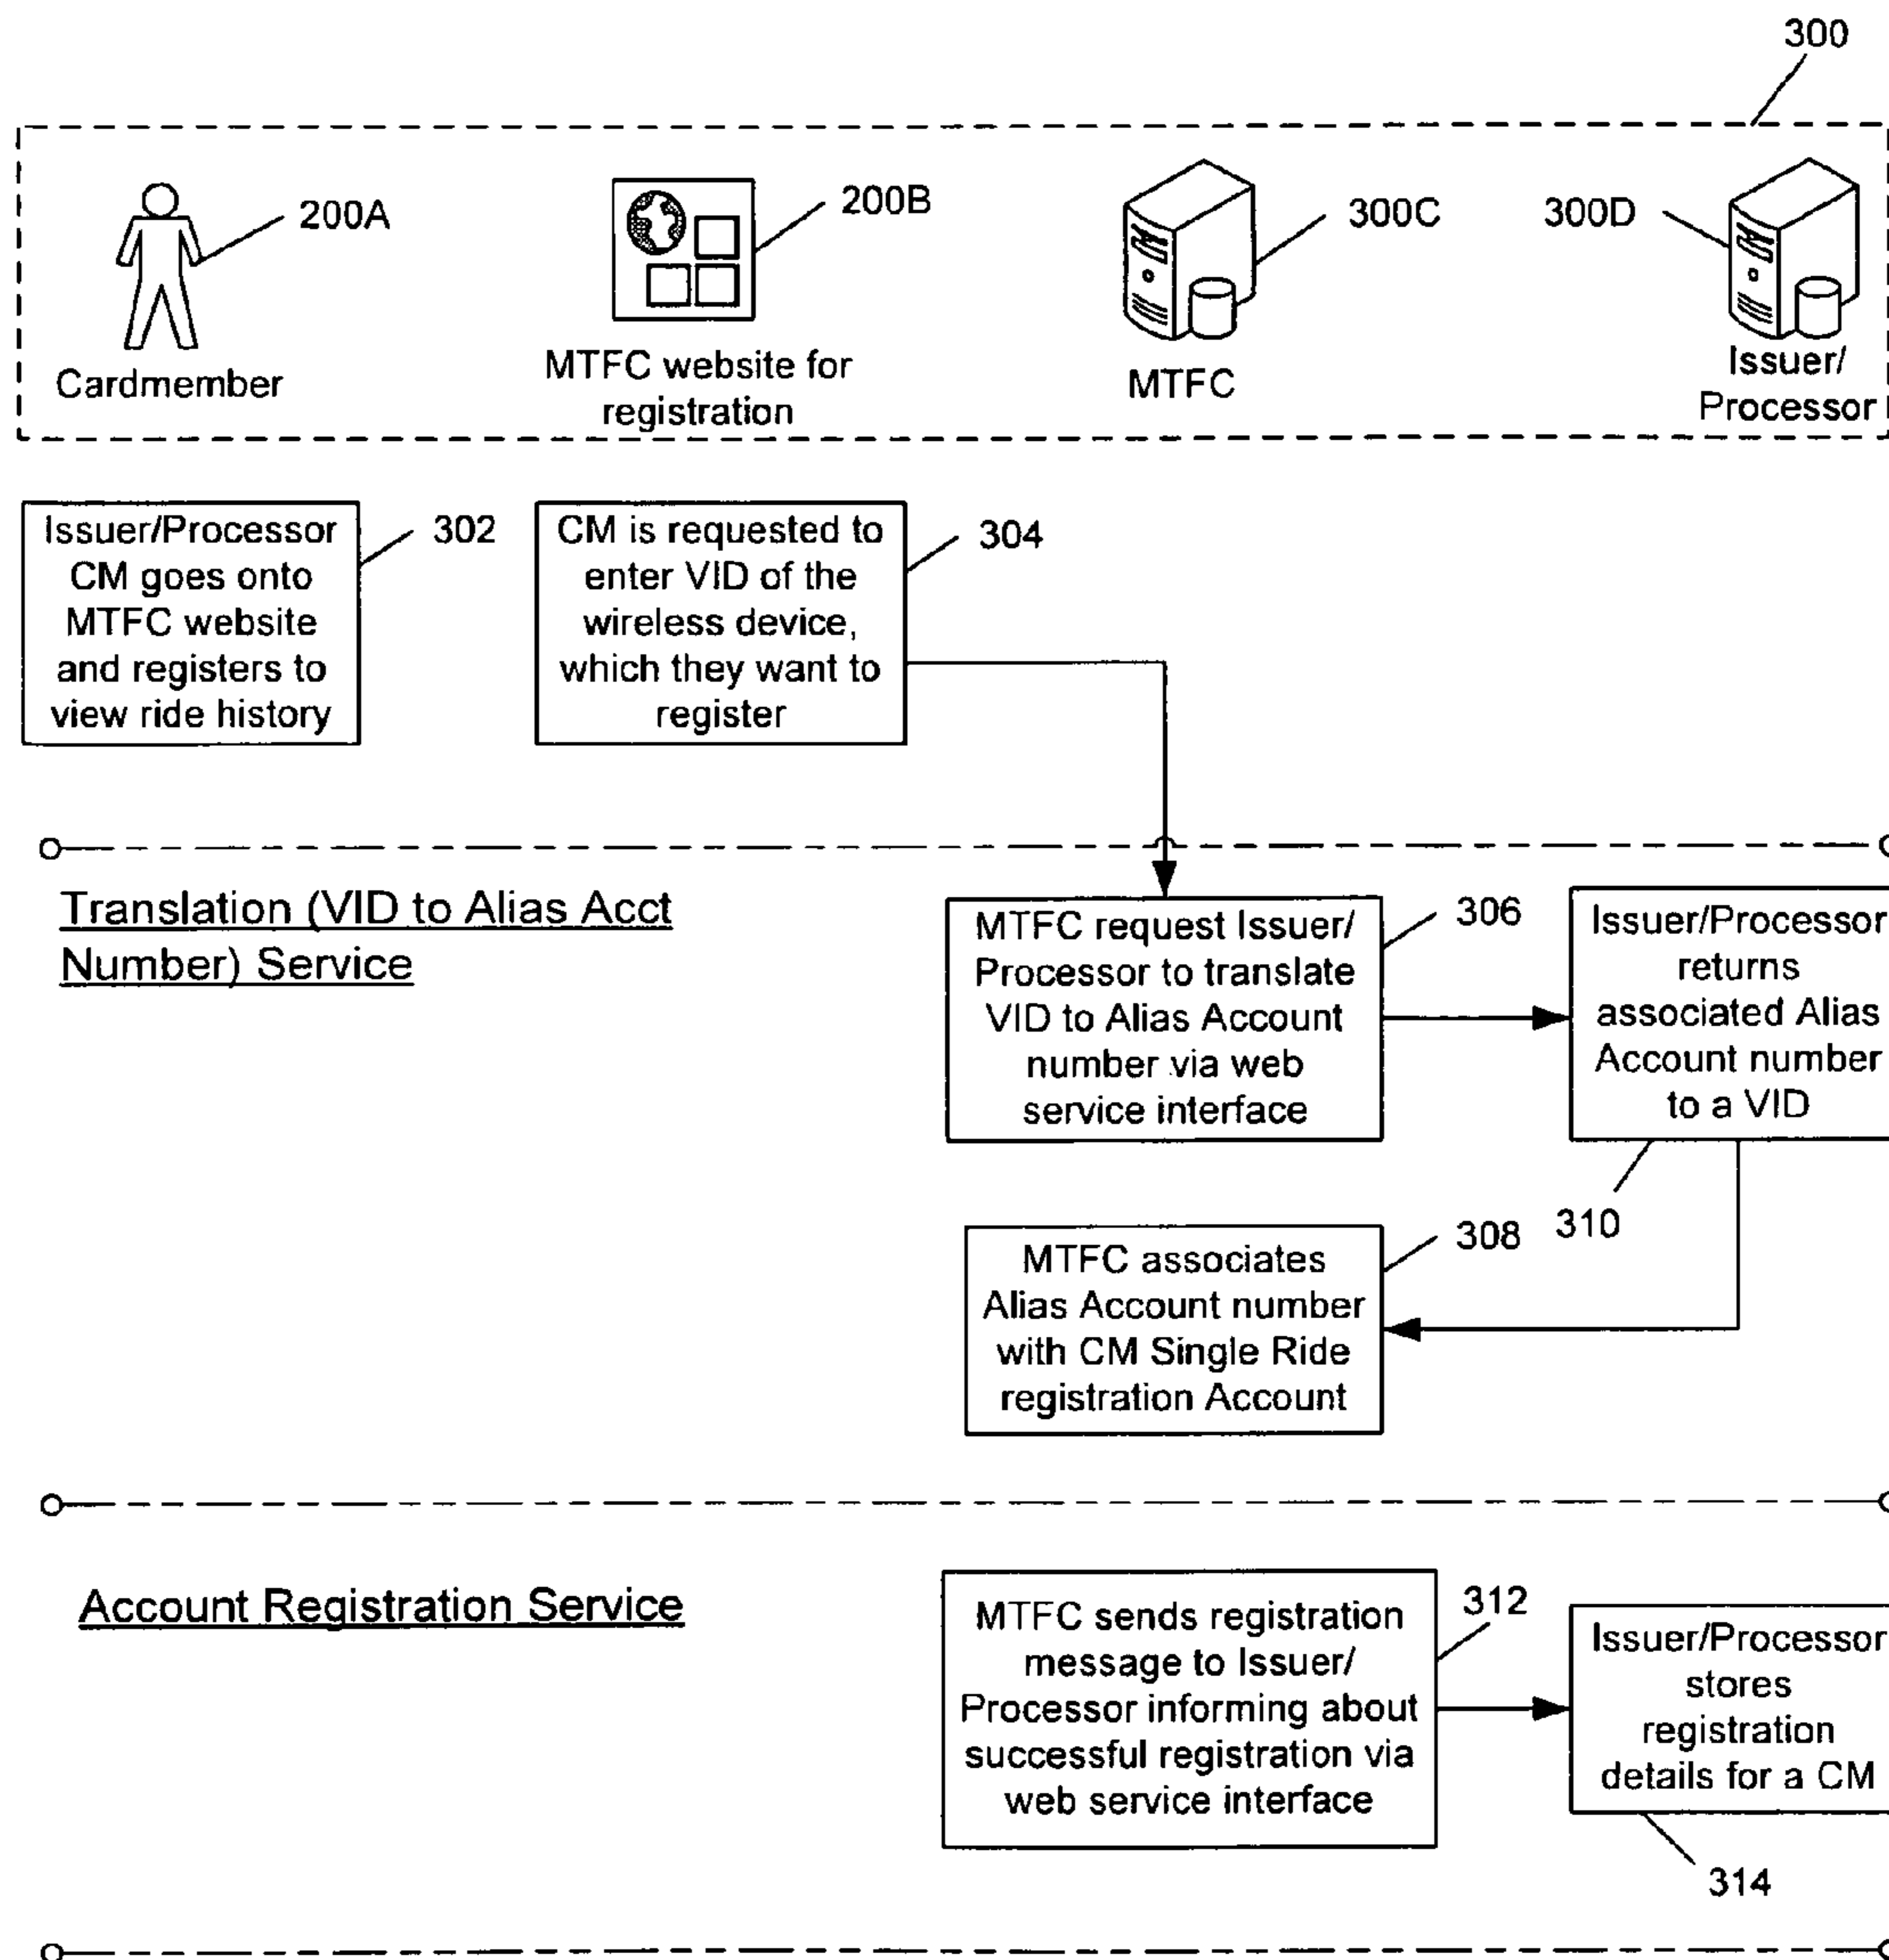 300
200A
200B
300C
300D
Cardmember
MTFC website for
registration
MTFC
Issuer/
Processor
Issuer/Processor
CM goes onto
MTFC website
and registers to
view ride history
302
CM is requested to
enter VID of the
wireless device,
which they want to
register
304
Translation (VID to Alias Acct
Number) Service
MTFC request Issuer/
Processor to translate
VID to Alias Account
number via web
service interface
306
Issuer/Processor
returns
associated Alias
Account number
to a VID
310
MTFC associates
Alias Account number
with CM Single Ride
registration Account
308
Account Registration Service
MTFC sends registration
message to Issuer/
Processor informing about
successful registration via
web service interface
312
Issuer/Processor
stores
registration
details for a CM
314